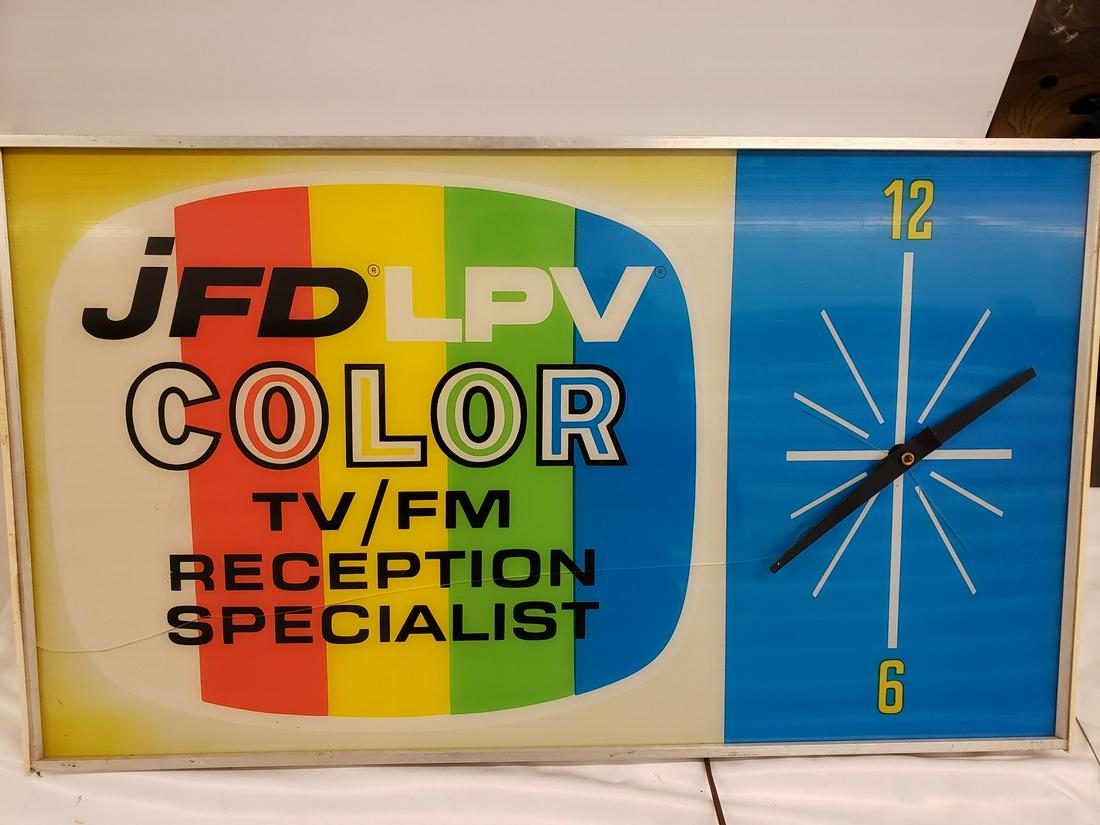 jFD® LPV®
COLOR
TV/FM
RECEPTION
SPECIALIST
12
6